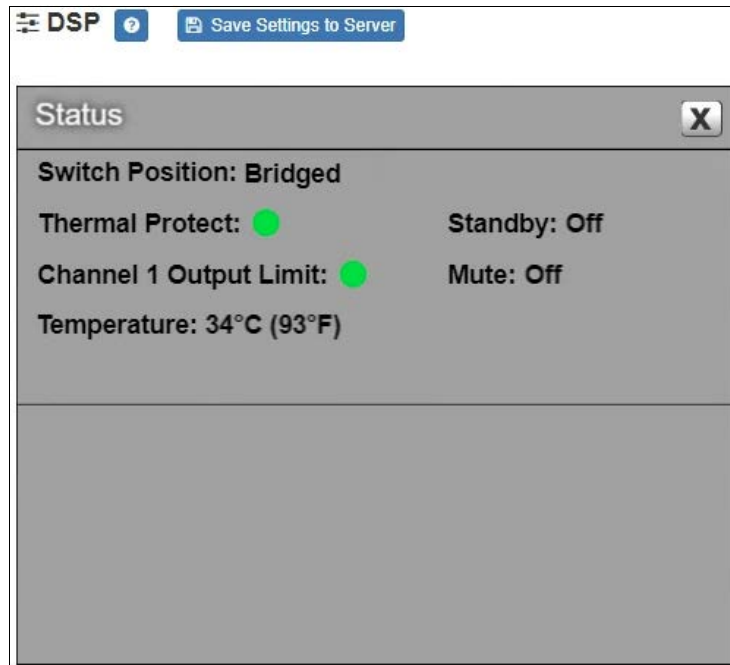 DSP ? Save Settings to Server
Status X
Switch Position: Bridged
Thermal Protect: Standby: Off
Channel 1 Output Limit: Mute: Off
Temperature: 34°C (93°F)